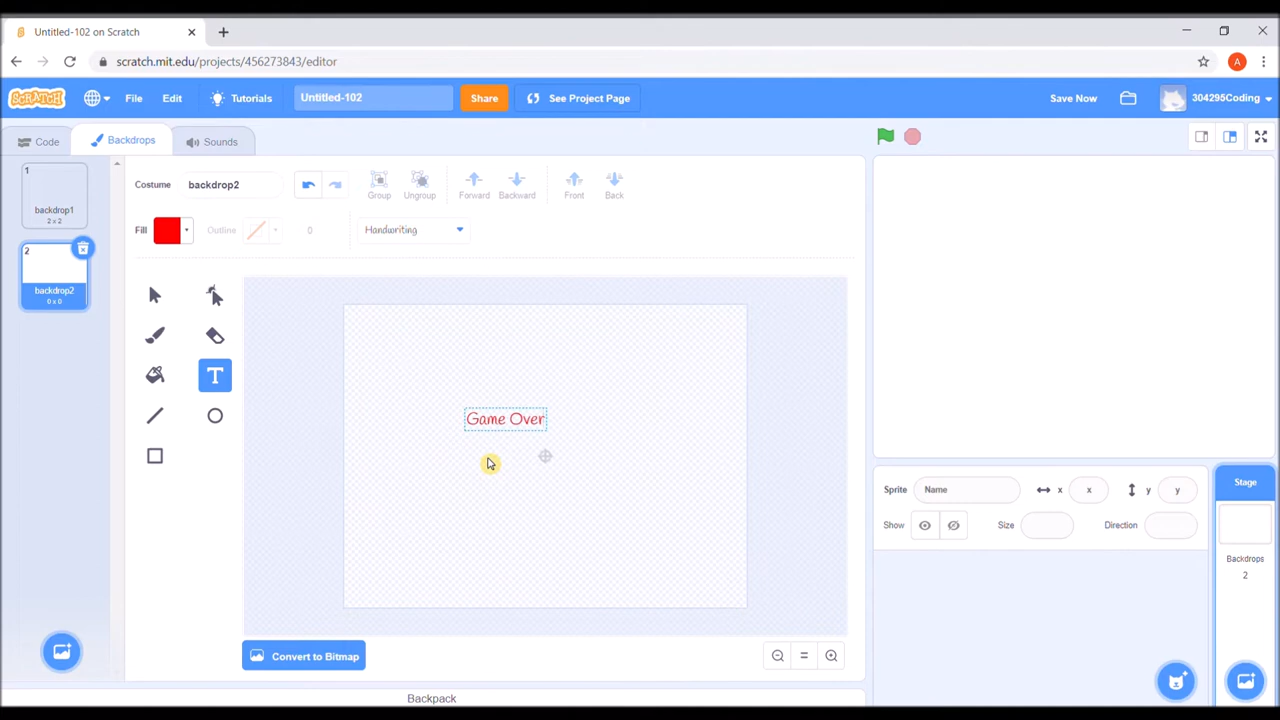 Untitled-102 on Scratch
scratch.mit.edu/projects/456273843/editor
A
SCRATCH
File
Edit
Tutorials
Untitled-102
Share
See Project Page
Save Now
304295Coding
Code
Backdrops
Sounds
1
backdrop1
2 x 2
2
backdrop2
0 x 0
Costume
backdrop2
Group
Ungroup
Forward
Backward
Front
Back
Fill
Outline
0
Handwriting
T
Game Over
Convert to Bitmap
Backpack
Sprite
Name
x
x
y
y
Show
Size
Direction
Stage
Backdrops
2